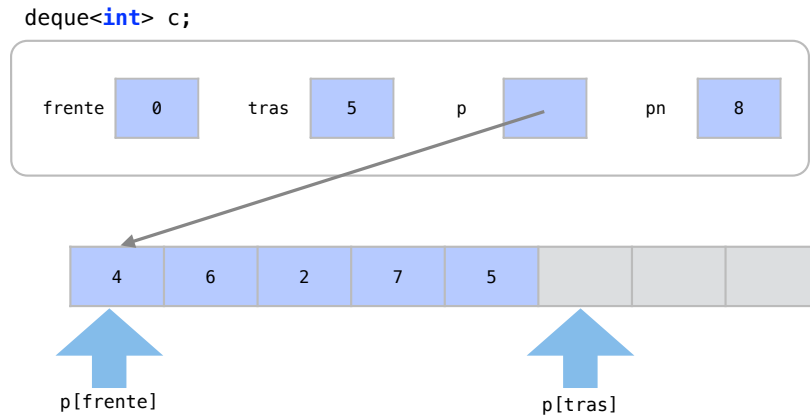 deque<int> c;
frente 0 tras 5 p pn 8
4 6 2 7 5
p[frente] p[tras]